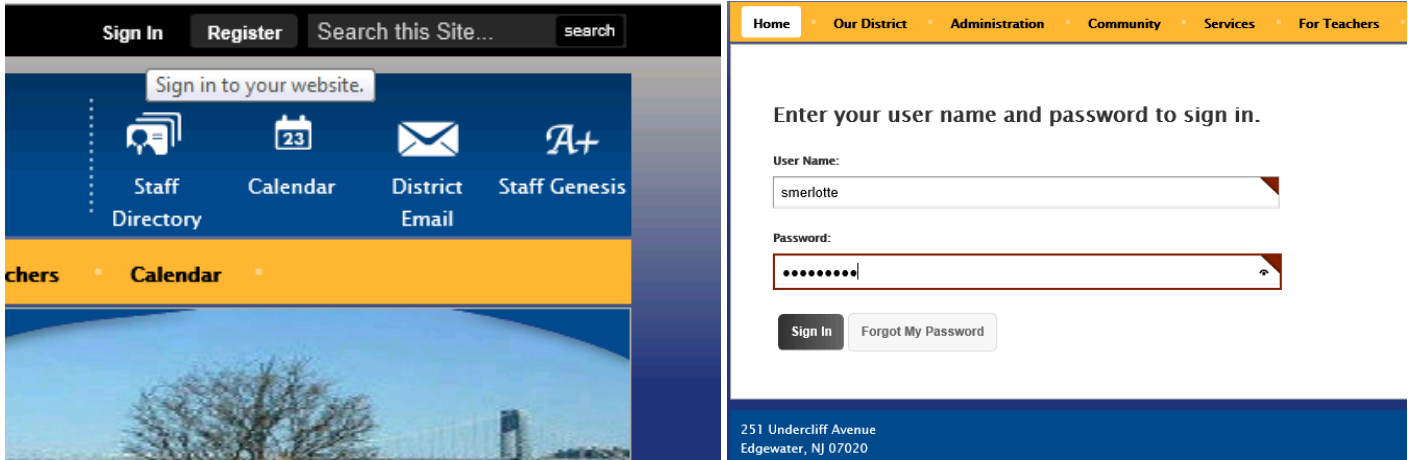 Sign In Register Search this Site... search
Sign in to your website.
23
A+
Staff
Directory
Calendar
District
Email
Staff Genesis
chers Calendar
Home Our District Administration Community Services For Teachers
Enter your user name and password to sign in.
User Name:
smerlotte
Password:
•••••••••
Sign In Forgot My Password
251 Undercliff Avenue
Edgewater, NJ 07020